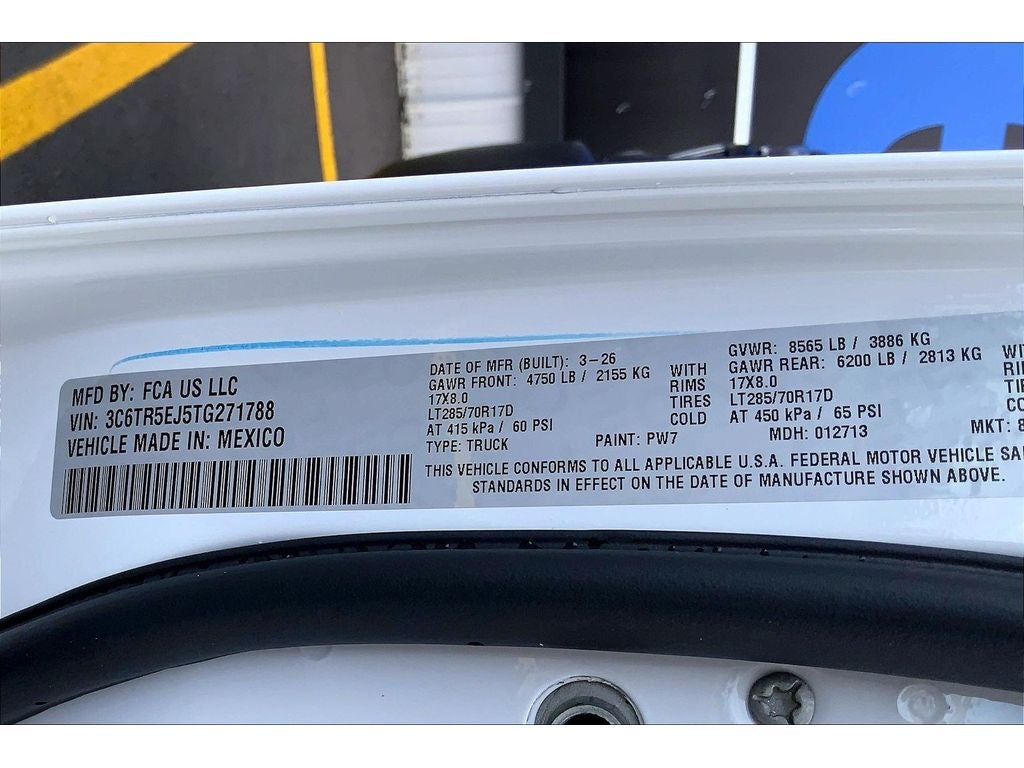 MFD BY: FCA US LLC
VIN: 3C6TR5EJ5TG271788
VEHICLE MADE IN: MEXICO
DATE OF MFR (BUILT): 3-26
GAWR FRONT: 4750 LB / 2155 KG WITH
17X8.0 RIMS
LT285/70R17D TIRES
AT 415 kPa / 60 PSI COLD
TYPE: TRUCK PAINT: PW7
GVWR: 8565 LB / 3886 KG
GAWR REAR: 6200 LB / 2813 KG
17X8.0
LT285/70R17D
AT 450 kPa / 65 PSI
MDH: 012713 MKT:
THIS VEHICLE CONFORMS TO ALL APPLICABLE U.S.A. FEDERAL MOTOR VEHICLE
STANDARDS IN EFFECT ON THE DATE OF MANUFACTURE SHOWN ABOVE.